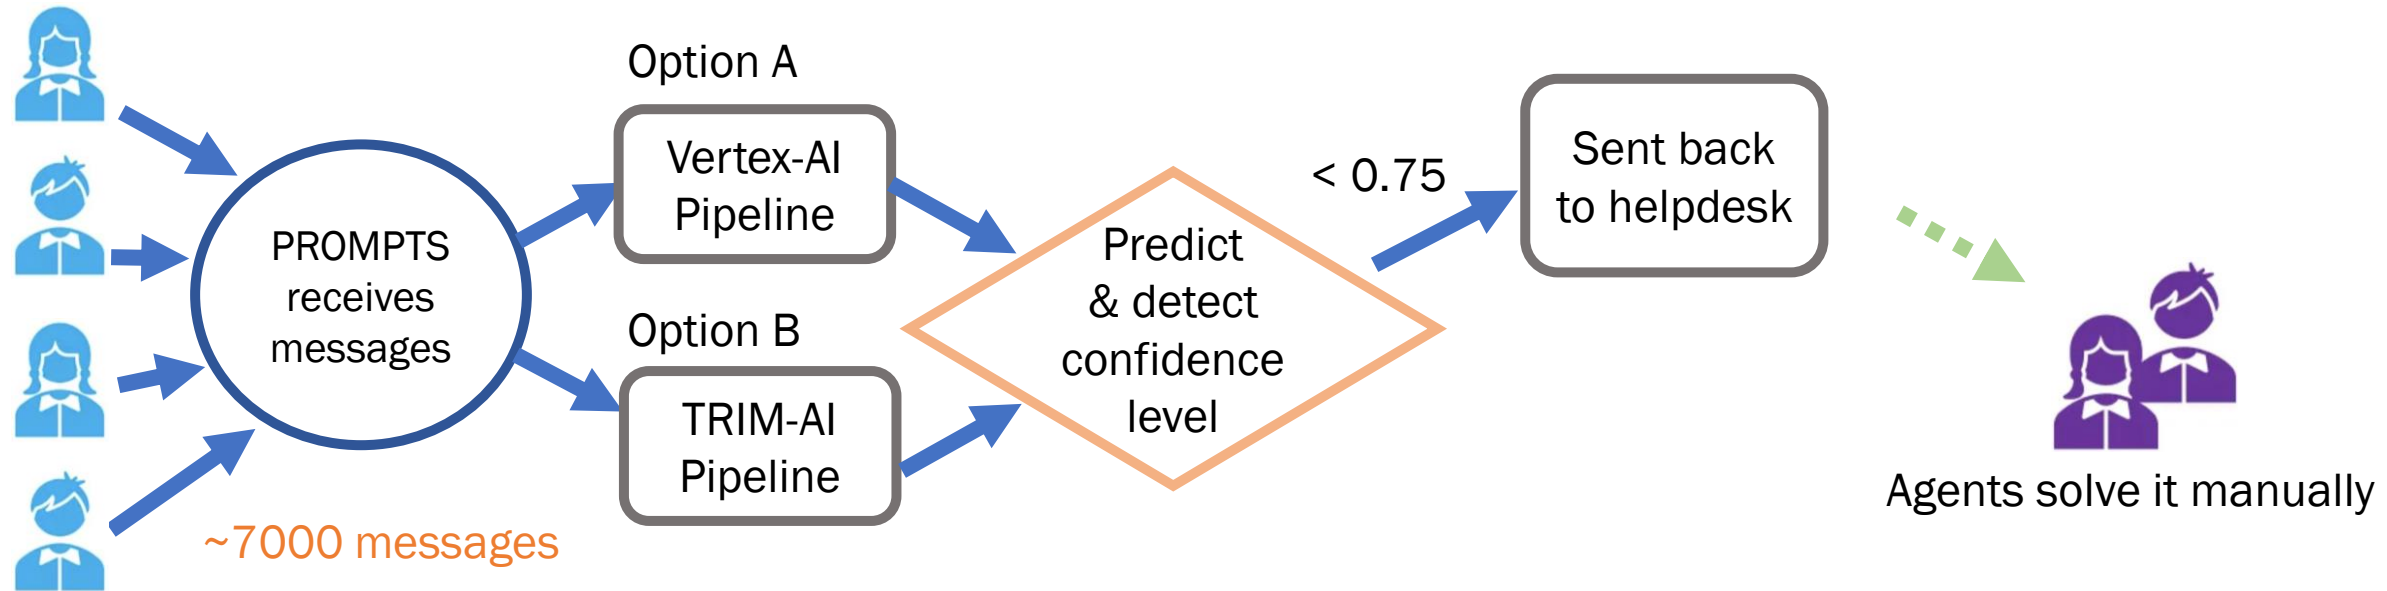 PROMPTS
receives
messages
~7000 messages
Option A
Vertex-AI
Pipeline
Option B
TRIM-AI
Pipeline
Predict
& detect
confidence
level
< 0.75
Sent back
to helpdesk
Agents solve it manually